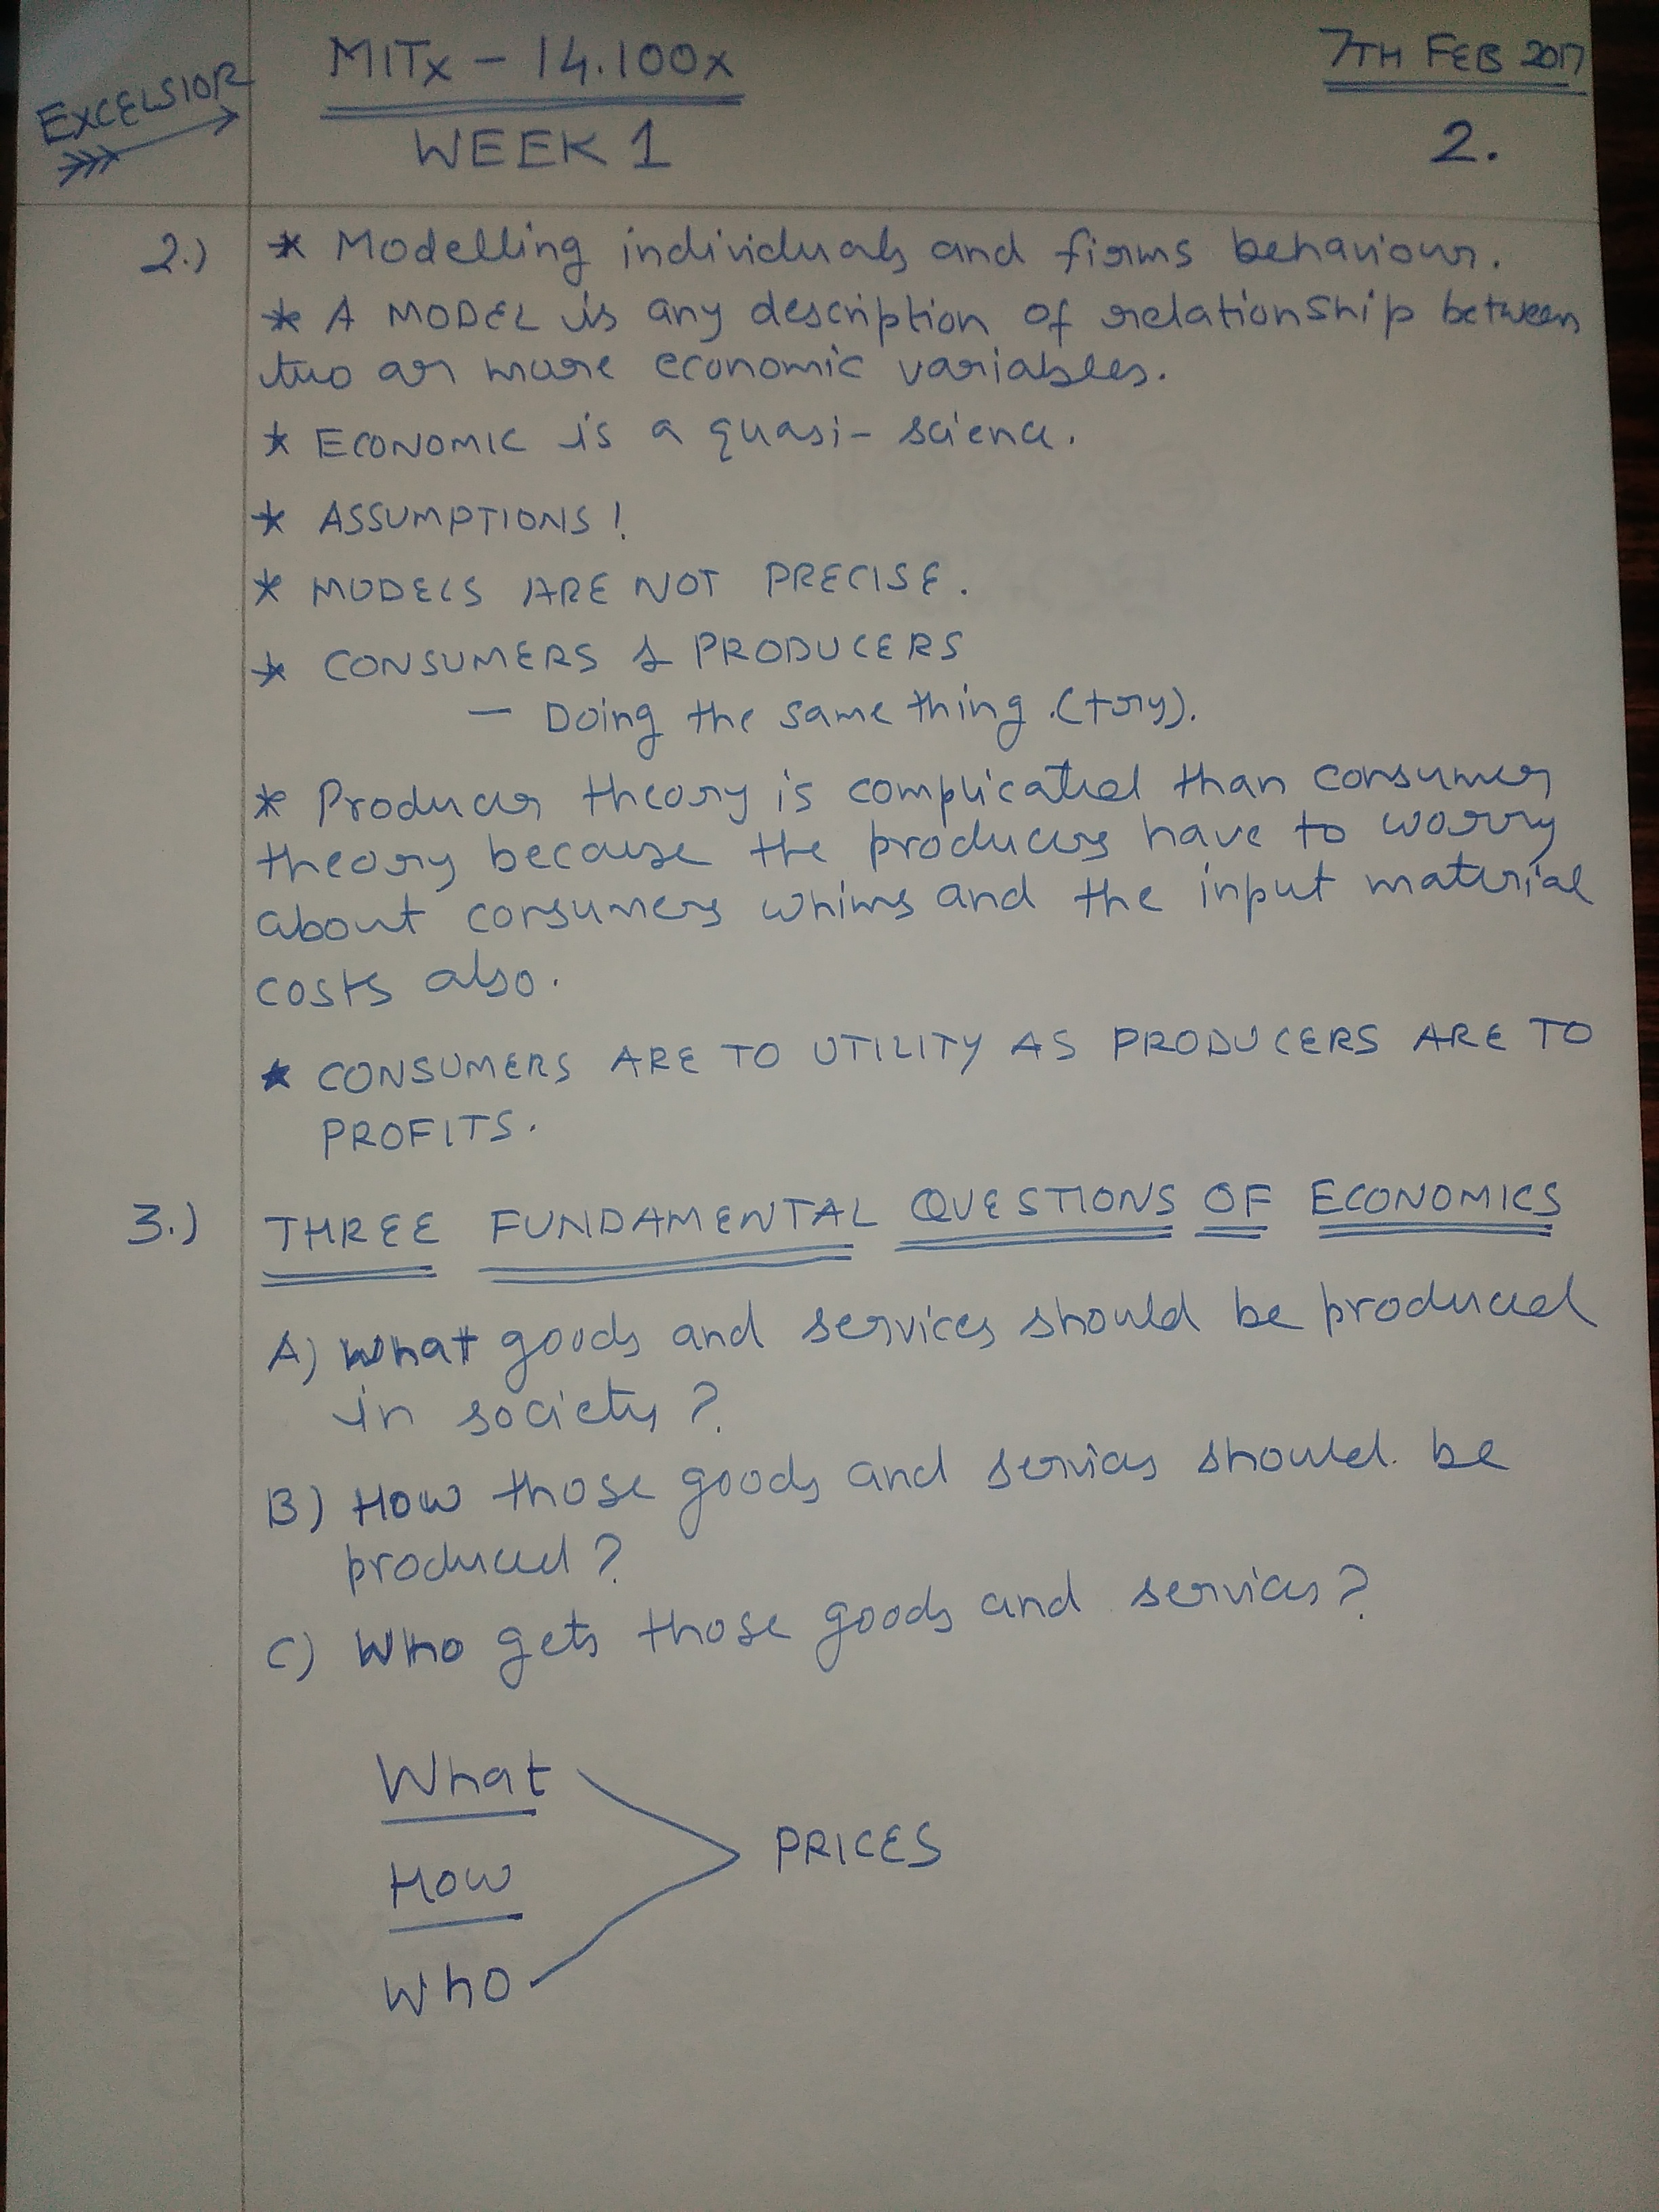 EXCELSIOR
MITx - 14.100x
WEEK 1
7TH FEB 2017
2.
2.) * Modelling individuals and firms behaviour.
* A MODEL is any description of relationship between
two or more economic variables.
* ECONOMIC is a quasi- science.
* ASSUMPTIONS!
* MODELS ARE NOT PRECISE.
* CONSUMERS & PRODUCERS
— Doing the same thing. (try).
* Producer theory is complicated than consumer
theory because the producers have to worry
about consumers whims and the input material
costs also.
* CONSUMERS ARE TO UTILITY AS PRODUCERS ARE TO
PROFITS.
3.) THREE FUNDAMENTAL QUESTIONS OF ECONOMICS
A) What goods and services should be produced
in society?
B) How those goods and services should be
produced?
C) Who gets those goods and services?
What
How
Who
PRICES